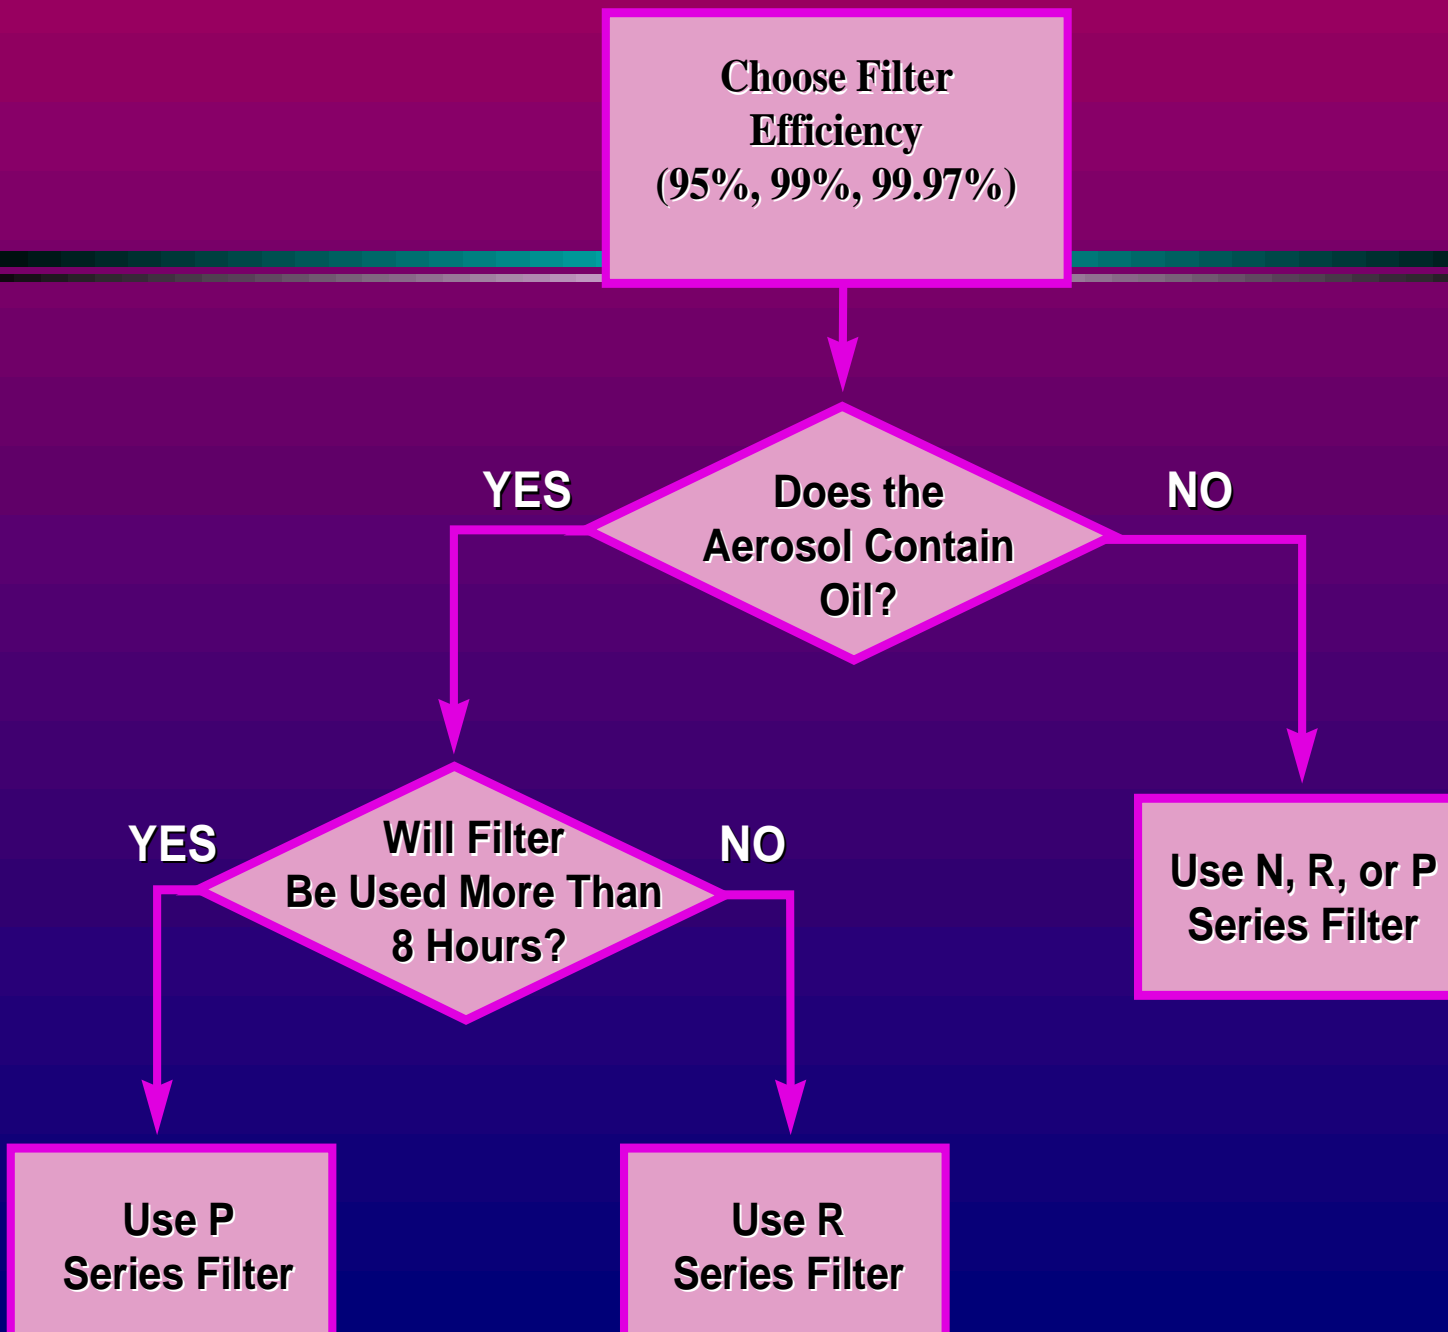 Choose Filter
Efficiency
(95%, 99%, 99.97%)
YES
Does the
Aerosol Contain
Oil?
NO
YES
Will Filter
Be Used More Than
8 Hours?
NO
Use N, R, or P
Series Filter
Use P
Series Filter
Use R
Series Filter